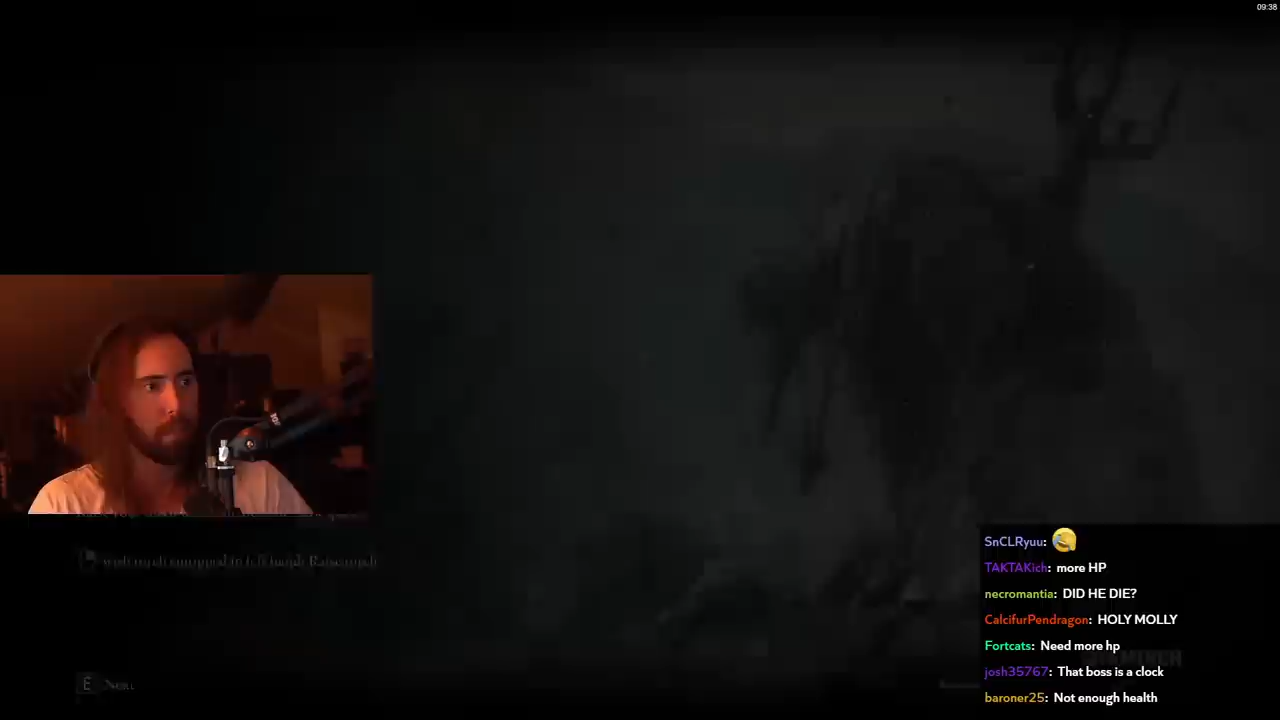 09:38
SnCLRyuu:
TAKTAKich: more HP
necromantia: DID HE DIE?
CalcifurPendragon: HOLY MOLLY
Fortcats: Need more hp
josh35767: That boss is a clock
baroner25: Not enough health
E